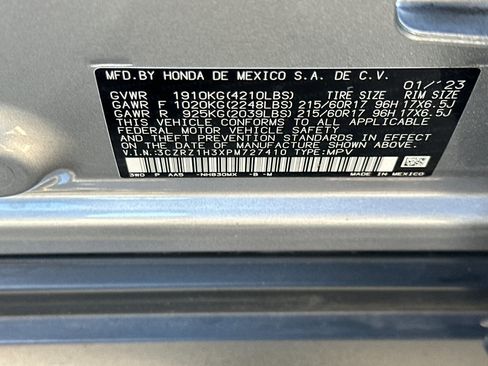 MFD.BY HONDA DE MEXICO S.A. DE C.V.
01/'23
GVWR 1910KG(4210LBS) TIRE SIZE RIM SIZE
GAWR F 1020KG(2248LBS) 215/60R17 96H 17X6.5J
GAWR R 925KG(2039LBS) 215/60R17 96H 17X6.5J
THIS VEHICLE CONFORMS TO ALL APPLICABLE
FEDERAL MOTOR VEHICLE SAFETY
AND THEFT PREVENTION STANDARDS IN EFFECT
ON THE DATE OF MANUFACTURE SHOWN ABOVE.
V.I.N:3CZRZ1H3XPM727410 TYPE:MPV
3W0 P AAB -NH830MX -B -M
MADE IN MEXICO